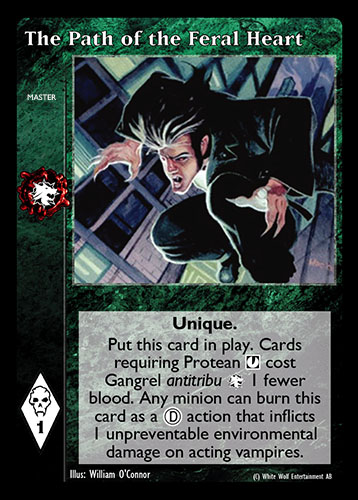 The Path of the Feral Heart
MASTER
Unique.
Put this card in play. Cards
requiring Protean cost
Gangrel antitribu 1 fewer
blood. Any minion can burn this
card as a D action that inflicts
1 unpreventable environmental
damage on acting vampires.
1
Illus: William O'Connor
(C) White Wolf Entertainment AB